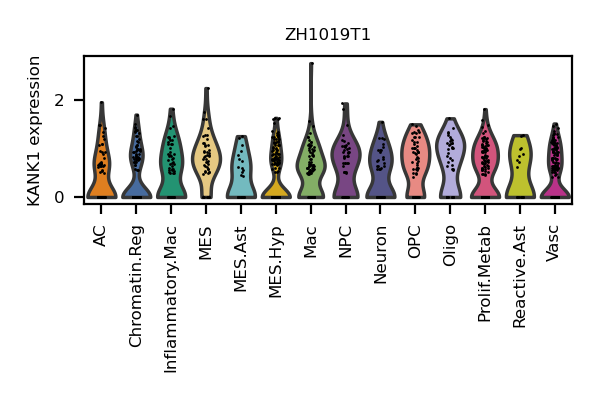 ZH1019T1
KANK1 expression
2
0
AC
Chromatin.Reg
Inflammatory.Mac
MES
MES.Ast
MES.Hyp
Mac
NPC
Neuron
OPC
Oligo
Prolif.Metab
Reactive.Ast
Vasc